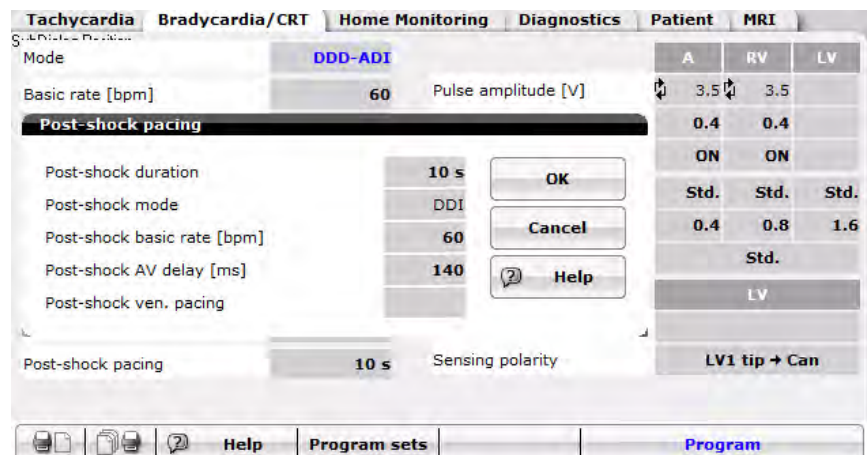 Tachycardia Bradycardia/CRT Home Monitoring Diagnostics Patient MRI
Mode DDD-ADI A RV LV
Basic rate [bpm] 60 Pulse amplitude [V] 3.5 3.5
Post-shock pacing 0.4 0.4
ON ON
Post-shock duration 10 s OK
Std. Std. Std.
Post-shock mode DDI
Post-shock basic rate [bpm] 60 Cancel 0.4 0.8 1.6
Std.
Post-shock AV delay [ms] 140 Help
Post-shock ven. pacing LV
Post-shock pacing 10 s Sensing polarity LV1 tip → Can
Help Program sets Program